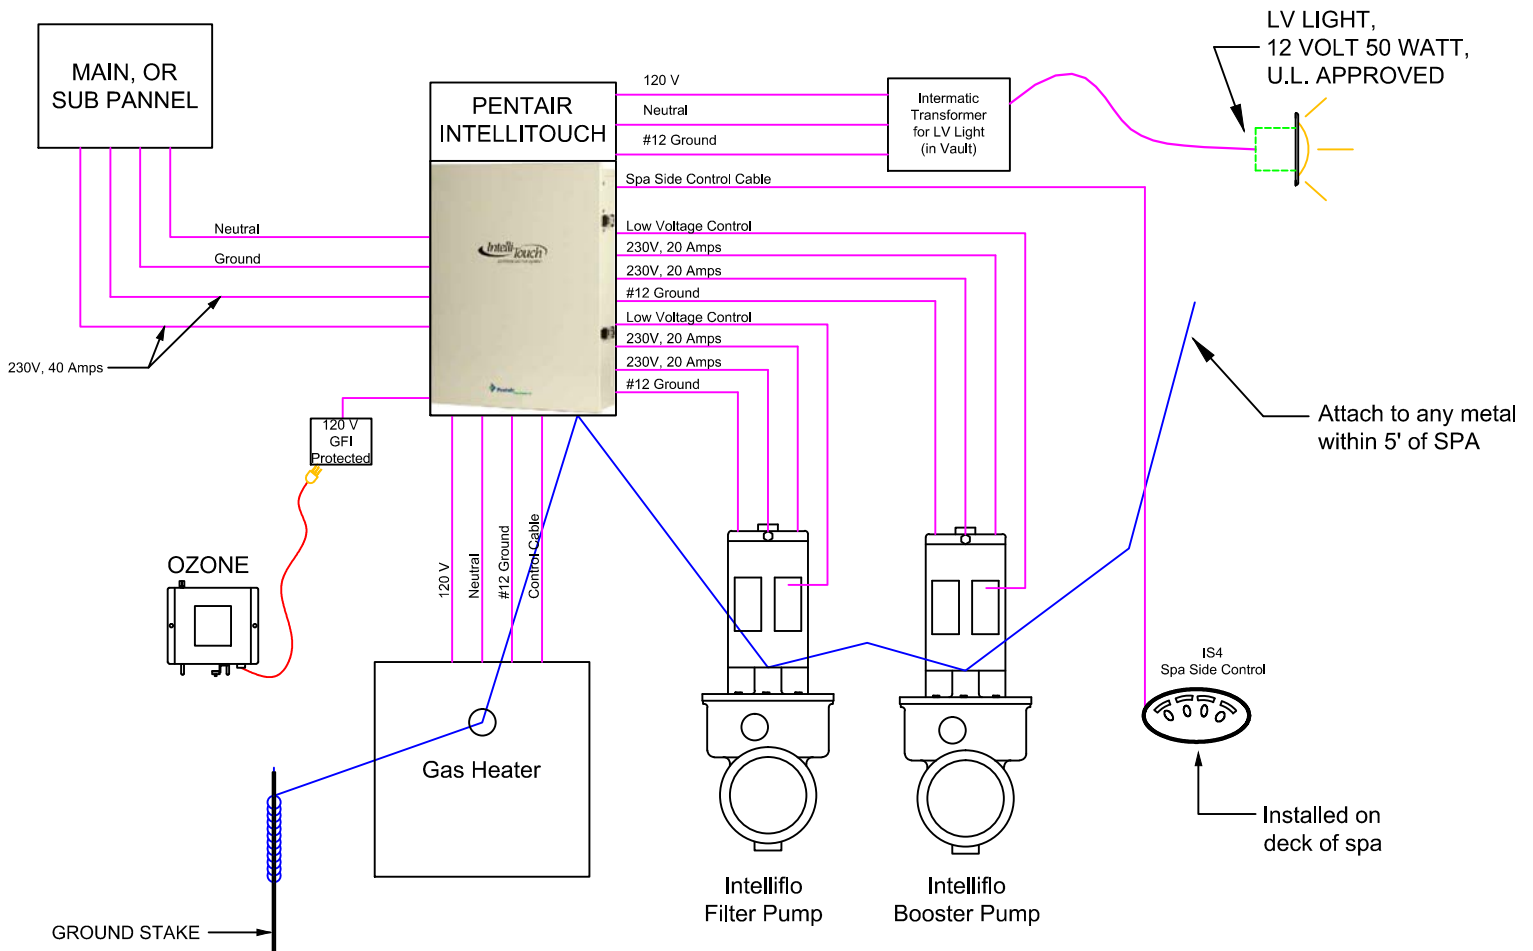 LV LIGHT,
12 VOLT 50 WATT,
U.L. APPROVED
MAIN, OR
SUB PANNEL
PENTAIR
INTELLITOUCH
120 V
Neutral
#12 Ground
Intermatic
Transformer
for LV Light
(in Vault)
Spa Side Control Cable
Neutral
Ground
230V, 40 Amps
Intelli Touch
Low Voltage Control
230V, 20 Amps
230V, 20 Amps
#12 Ground
Low Voltage Control
230V, 20 Amps
230V, 20 Amps
#12 Ground
Attach to any metal
within 5' of SPA
120 V
GFI
Protected
OZONE
120 V
Neutral
#12 Ground
Control Cable
Gas Heater
GROUND STAKE
Intelliflo
Filter Pump
Intelliflo
Booster Pump
IS4
Spa Side Control
Installed on
deck of spa